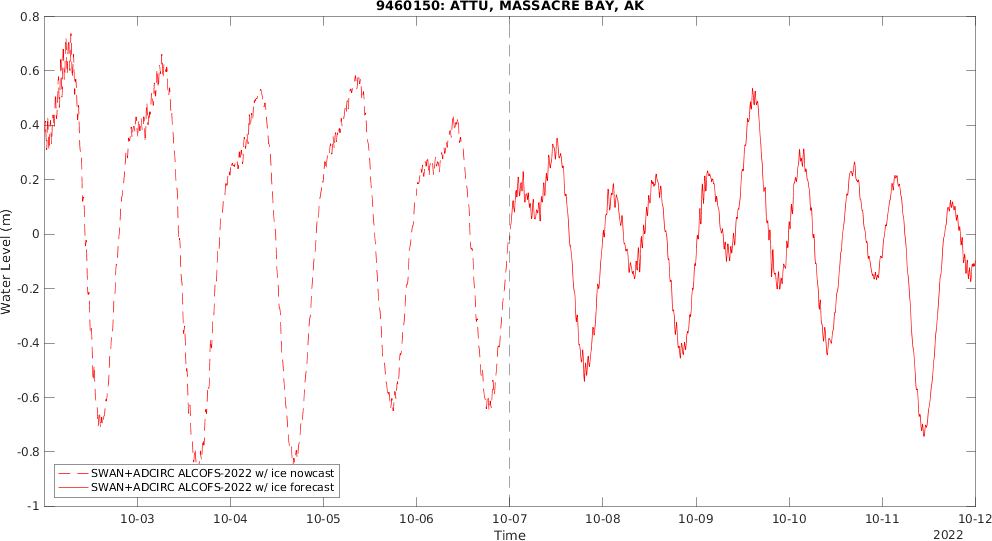 9460150: ATTU, MASSACRE BAY, AK
Water Level (m)
0.8
0.6
0.4
0.2
0
-0.2
-0.4
-0.6
-0.8
-1
SWAN+ADCIRC ALCOFS-2022 w/ ice nowcast
SWAN+ADCIRC ALCOFS-2022 w/ ice forecast
10-03 10-04 10-05 10-06 10-07 10-08 10-09 10-10 10-11 10-12
Time
2022